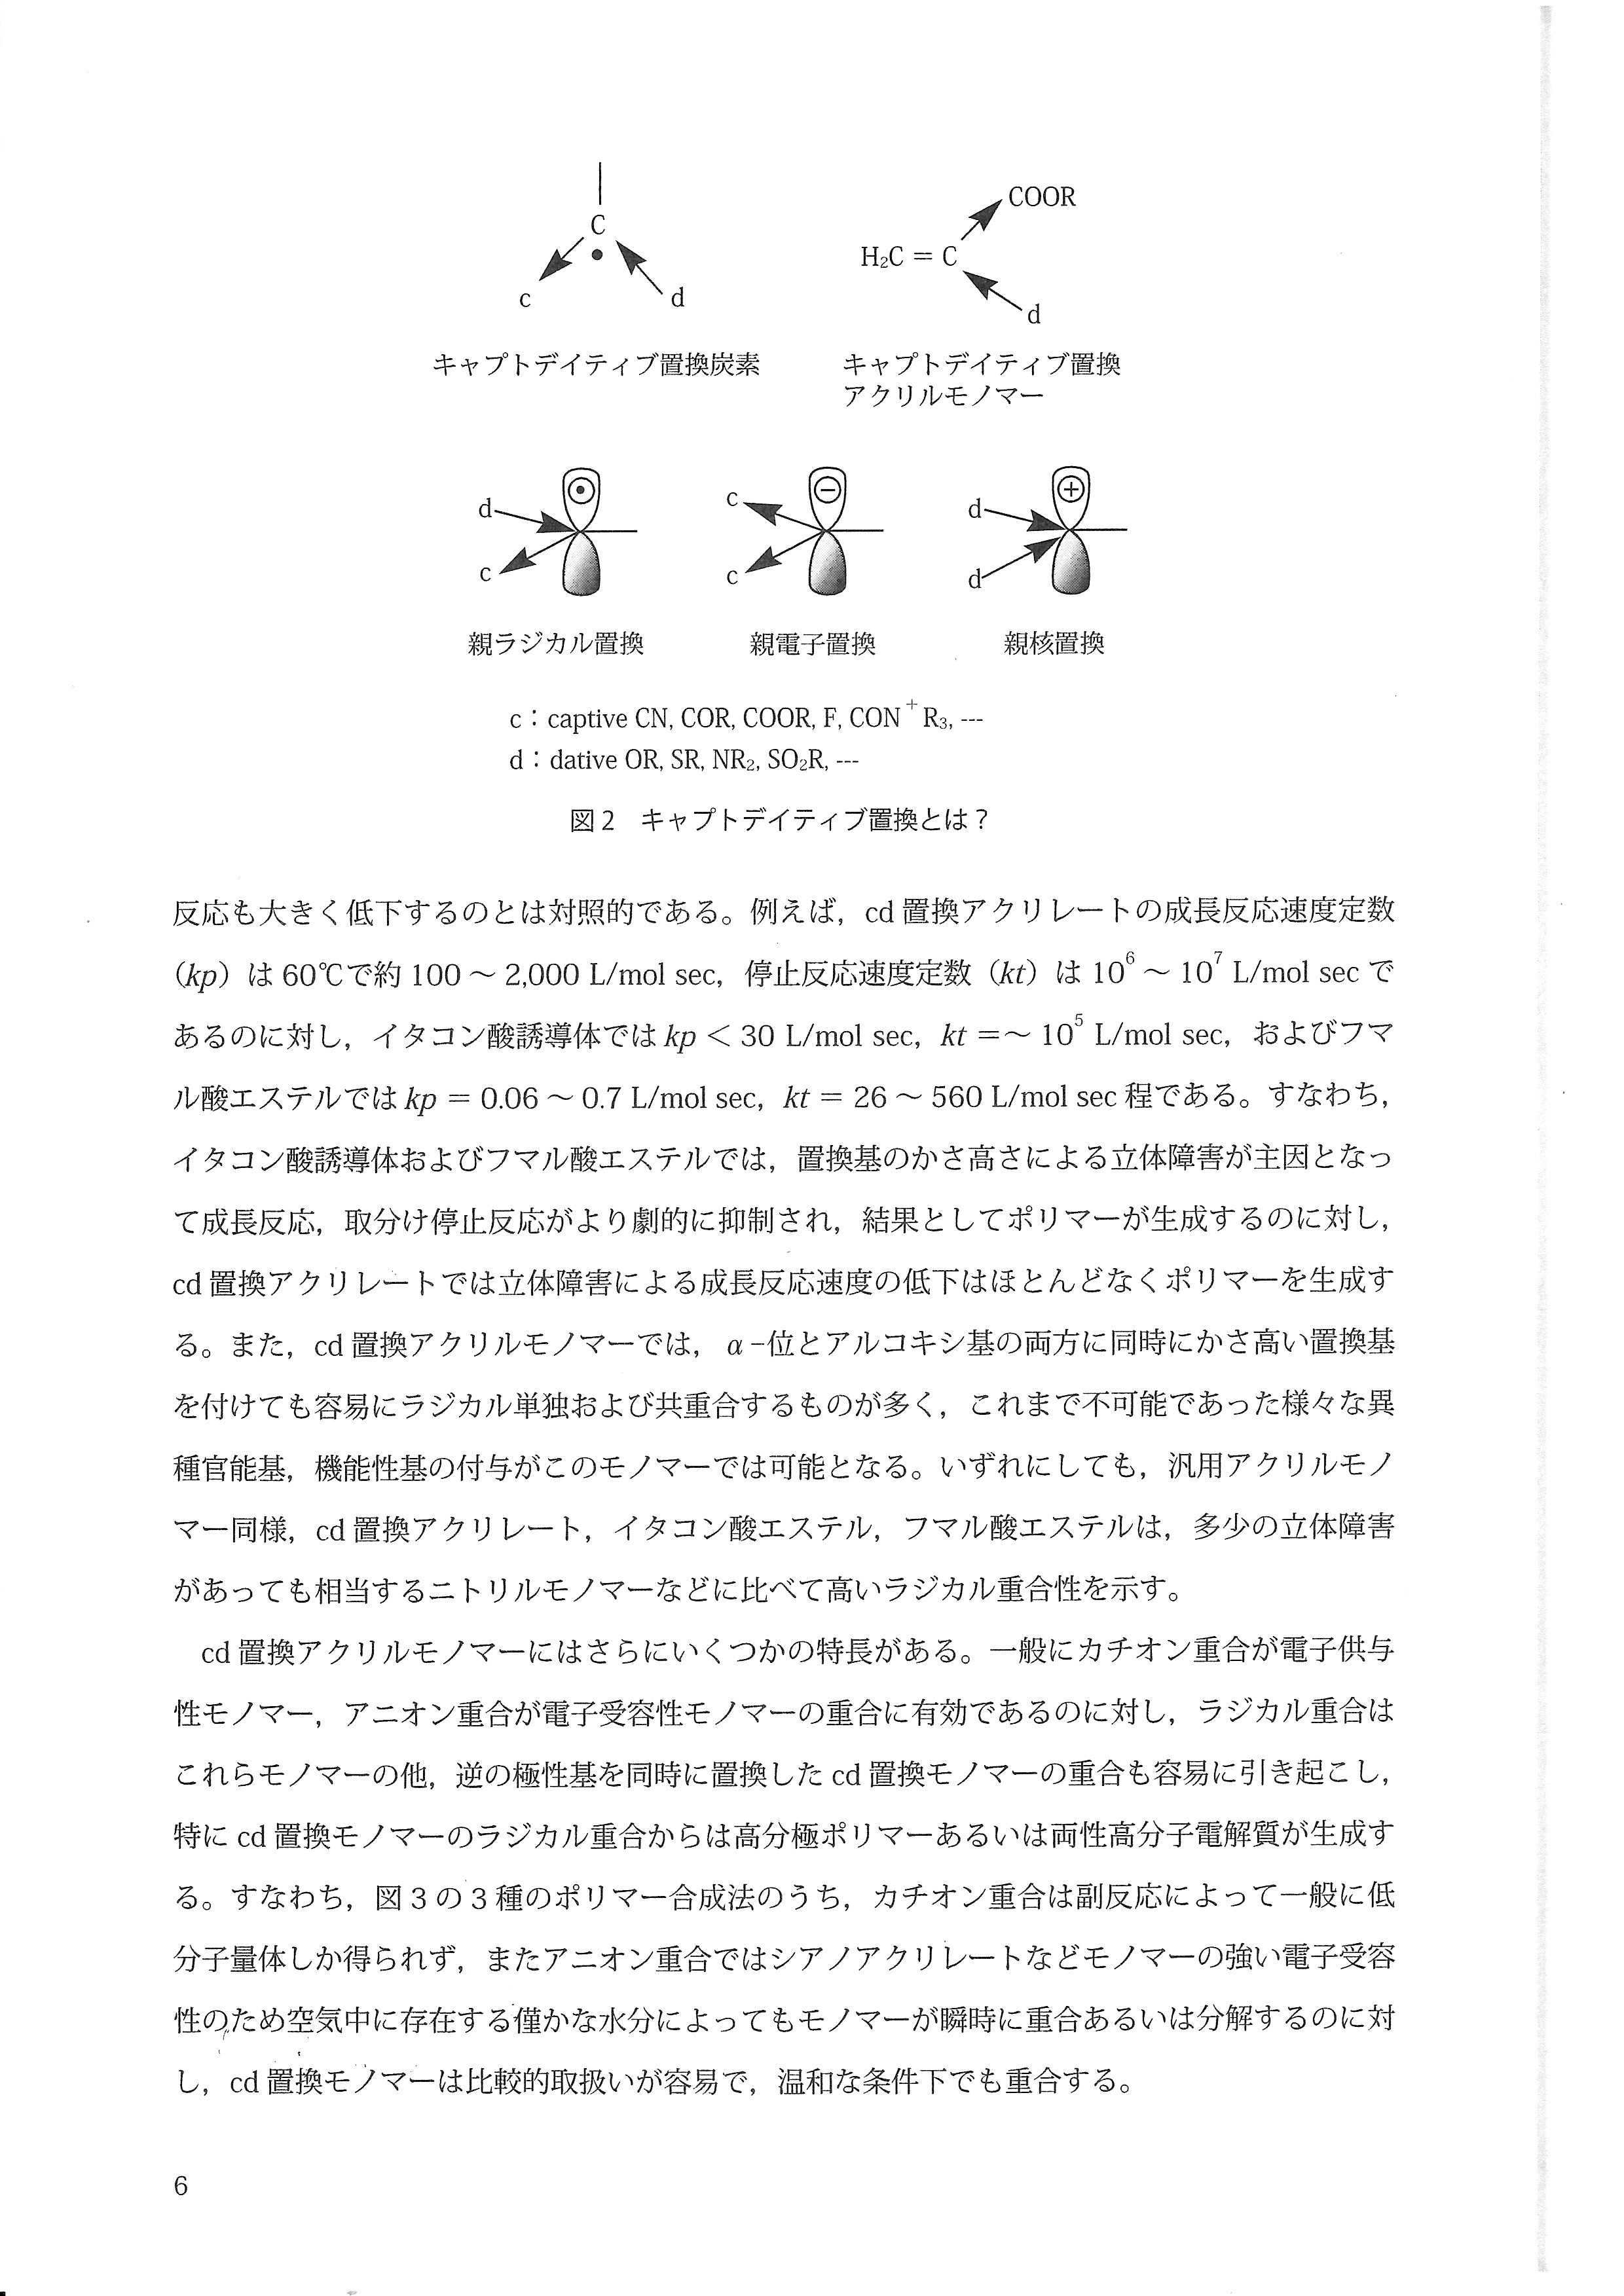 C
c
d
キャプトデイティブ置換炭素
COOR
H₂C = C
d
キャプトデイティブ置換
アクリルモノマー
d
c
親ラジカル置換
c
c
親電子置換
d
d
親核置換
c：captive CN, COR, COOR, F, CON⁺R₃, ---
d：dative OR, SR, NR₂, SO₂R, ---
図2　キャプトデイティブ置換とは？
反応も大きく低下するのとは対照的である。例えば，cd 置換アクリレートの成長反応速度定数
（kp）は 60℃で約 100 〜 2,000 L/mol sec，停止反応速度定数（kt）は 10⁶ 〜 10⁷ L/mol sec で
あるのに対し，イタコン酸誘導体では kp ＜ 30 L/mol sec，kt =〜 10⁵ L/mol sec，およびフマ
ル酸エステルでは kp = 0.06 〜 0.7 L/mol sec，kt = 26 〜 560 L/mol sec 程である。すなわち，
イタコン酸誘導体およびフマル酸エステルでは，置換基のかさ高さによる立体障害が主因となっ
て成長反応，取分け停止反応がより劇的に抑制され，結果としてポリマーが生成するのに対し，
cd 置換アクリレートでは立体障害による成長反応速度の低下はほとんどなくポリマーを生成す
る。また，cd 置換アクリルモノマーでは，α−位とアルコキシ基の両方に同時にかさ高い置換基
を付けても容易にラジカル単独および共重合するものが多く，これまで不可能であった様々な異
種官能基，機能性基の付与がこのモノマーでは可能となる。いずれにしても，汎用アクリルモノ
マー同様，cd 置換アクリレート，イタコン酸エステル，フマル酸エステルは，多少の立体障害
があっても相当するニトリルモノマーなどに比べて高いラジカル重合性を示す。
cd 置換アクリルモノマーにはさらにいくつかの特長がある。一般にカチオン重合が電子供与
性モノマー，アニオン重合が電子受容性モノマーの重合に有効であるのに対し，ラジカル重合は
これらモノマーの他，逆の極性基を同時に置換した cd 置換モノマーの重合も容易に引き起こし，
特に cd 置換モノマーのラジカル重合からは高分極ポリマーあるいは両性高分子電解質が生成す
る。すなわち，図３の３種のポリマー合成法のうち，カチオン重合は副反応によって一般に低
分子量体しか得られず，またアニオン重合ではシアノアクリレートなどモノマーの強い電子受容
性のため空気中に存在する僅かな水分によってもモノマーが瞬時に重合あるいは分解するのに対
し，cd 置換モノマーは比較的取扱いが容易で，温和な条件下でも重合する。
6